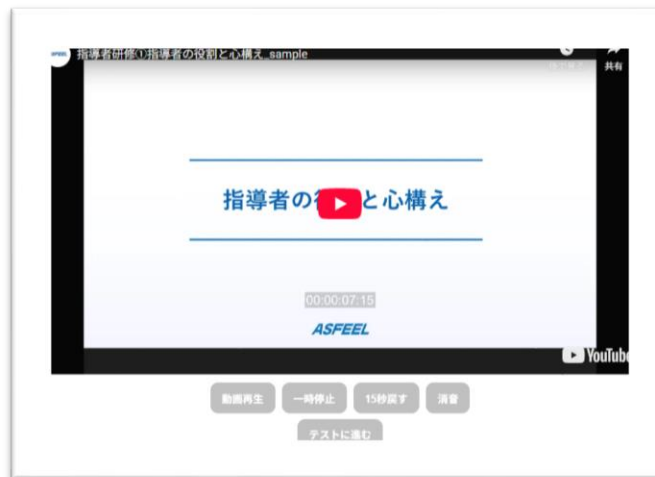 指導者研修①指導者の役割と心構え_sample
共有
指導者の役割と心構え
00:00:07:15
ASFEEL
YouTube
動画再生
一時停止
15秒戻す
消音
テストに進む